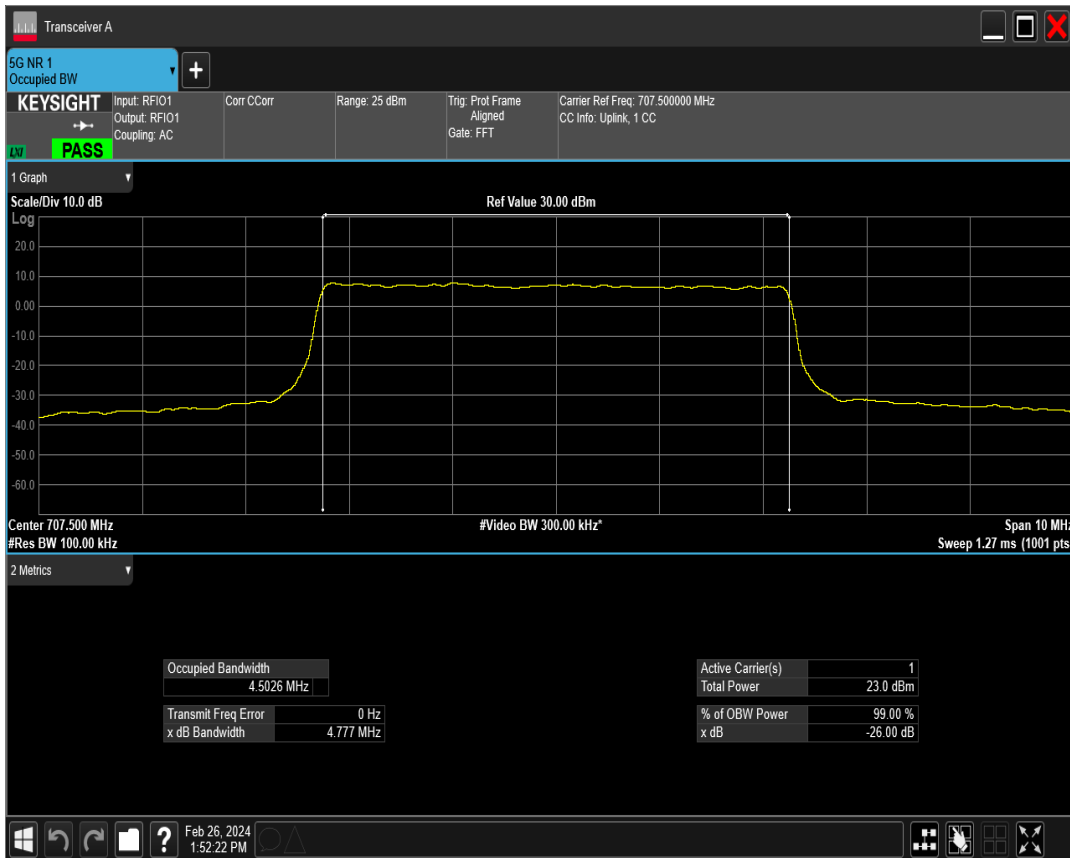 Transceiver A
5G NR 1
Occupied BW
KEYSIGHT
LXI
PASS
Input: RFIO1
Output: RFIO1
Coupling: AC
Corr CCorr
Range: 25 dBm
Trig: Prot Frame
Aligned
Gate: FFT
Carrier Ref Freq: 707.500000 MHz
CC Info: Uplink, 1 CC
1 Graph
Scale/Div 10.0 dB
Ref Value 30.00 dBm
Log
20.0
10.0
0.00
-10.0
-20.0
-30.0
-40.0
-50.0
-60.0
Center 707.500 MHz
#Video BW 300.00 kHz*
Span 10 MHz
#Res BW 100.00 kHz
Sweep 1.27 ms (1001 pts
2 Metrics
Occupied Bandwidth
4.5026 MHz
Transmit Freq Error 0 Hz
x dB Bandwidth 4.777 MHz
Active Carrier(s) 1
Total Power 23.0 dBm
% of OBW Power 99.00 %
x dB -26.00 dB
?
Feb 26, 2024
1:52:22 PM